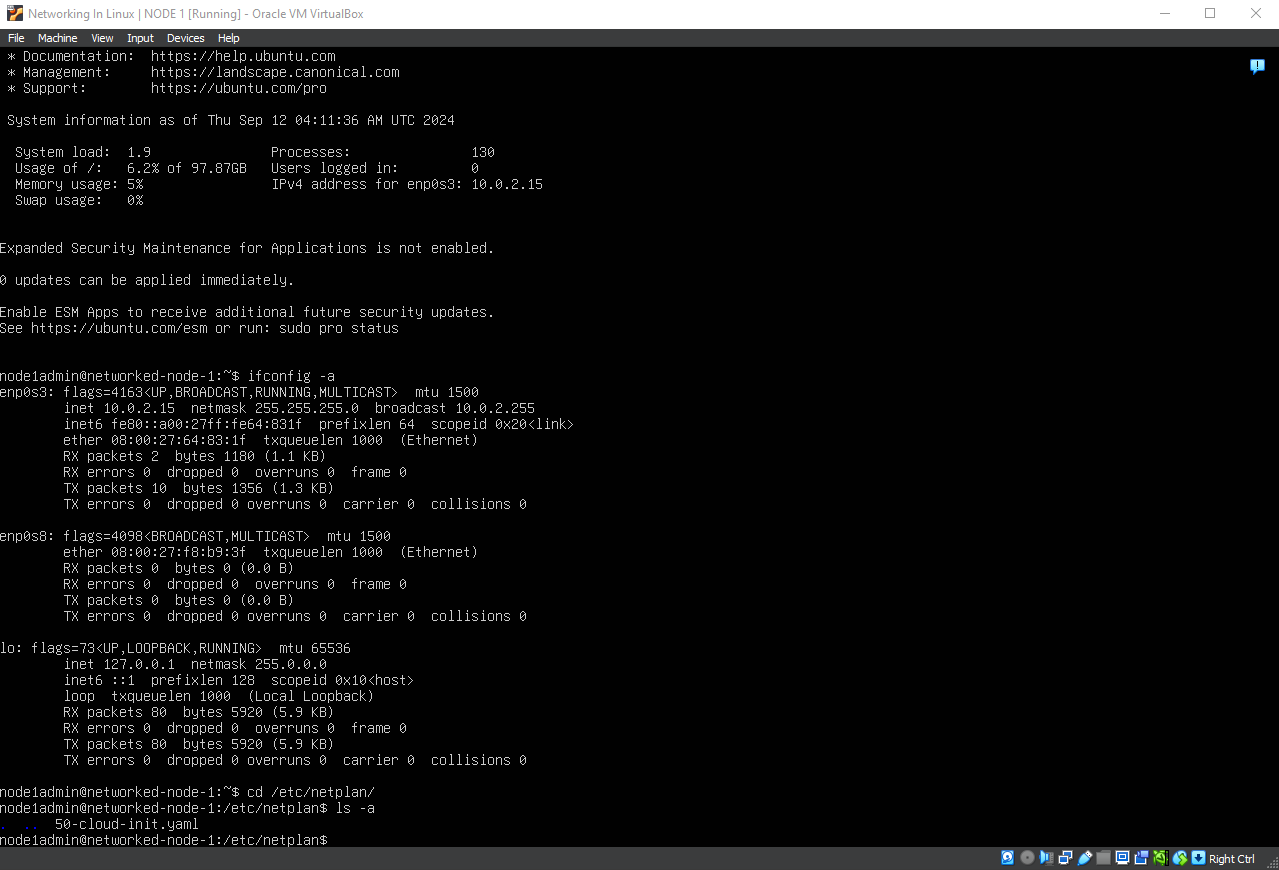 Networking In Linux | NODE 1 [Running] - Oracle VM VirtualBox
File Machine View Input Devices Help
* Documentation:  https://help.ubuntu.com
* Management:     https://landscape.canonical.com
* Support:        https://ubuntu.com/pro
System information as of Thu Sep 12 04:11:36 AM UTC 2024
System load:  1.9               Processes:               130
Usage of /:   6.2% of 97.87GB   Users logged in:         0
Memory usage: 5%                IPv4 address for enp0s3: 10.0.2.15
Swap usage:   0%
Expanded Security Maintenance for Applications is not enabled.
0 updates can be applied immediately.
Enable ESM Apps to receive additional future security updates.
See https://ubuntu.com/esm or run: sudo pro status
node1admin@networked-node-1:~$ ifconfig -a
enp0s3: flags=4163<UP,BROADCAST,RUNNING,MULTICAST>  mtu 1500
inet 10.0.2.15  netmask 255.255.255.0  broadcast 10.0.2.255
inet6 fe80::a00:27ff:fe64:831f  prefixlen 64  scopeid 0x20<link>
ether 08:00:27:64:83:1f  txqueuelen 1000  (Ethernet)
RX packets 2  bytes 1180 (1.1 KB)
RX errors 0  dropped 0  overruns 0  frame 0
TX packets 10  bytes 1356 (1.3 KB)
TX errors 0  dropped 0 overruns 0  carrier 0  collisions 0
enp0s8: flags=4098<BROADCAST,MULTICAST>  mtu 1500
ether 08:00:27:f8:b9:3f  txqueuelen 1000  (Ethernet)
RX packets 0  bytes 0 (0.0 B)
RX errors 0  dropped 0  overruns 0  frame 0
TX packets 0  bytes 0 (0.0 B)
TX errors 0  dropped 0 overruns 0  carrier 0  collisions 0
lo: flags=73<UP,LOOPBACK,RUNNING>  mtu 65536
inet 127.0.0.1  netmask 255.0.0.0
inet6 ::1  prefixlen 128  scopeid 0x10<host>
loop  txqueuelen 1000  (Local Loopback)
RX packets 80  bytes 5920 (5.9 KB)
RX errors 0  dropped 0  overruns 0  frame 0
TX packets 80  bytes 5920 (5.9 KB)
TX errors 0  dropped 0 overruns 0  carrier 0  collisions 0
node1admin@networked-node-1:~$ cd /etc/netplan/
node1admin@networked-node-1:/etc/netplan$ ls -a
.  ..  50-cloud-init.yaml
node1admin@networked-node-1:/etc/netplan$
Right Ctrl